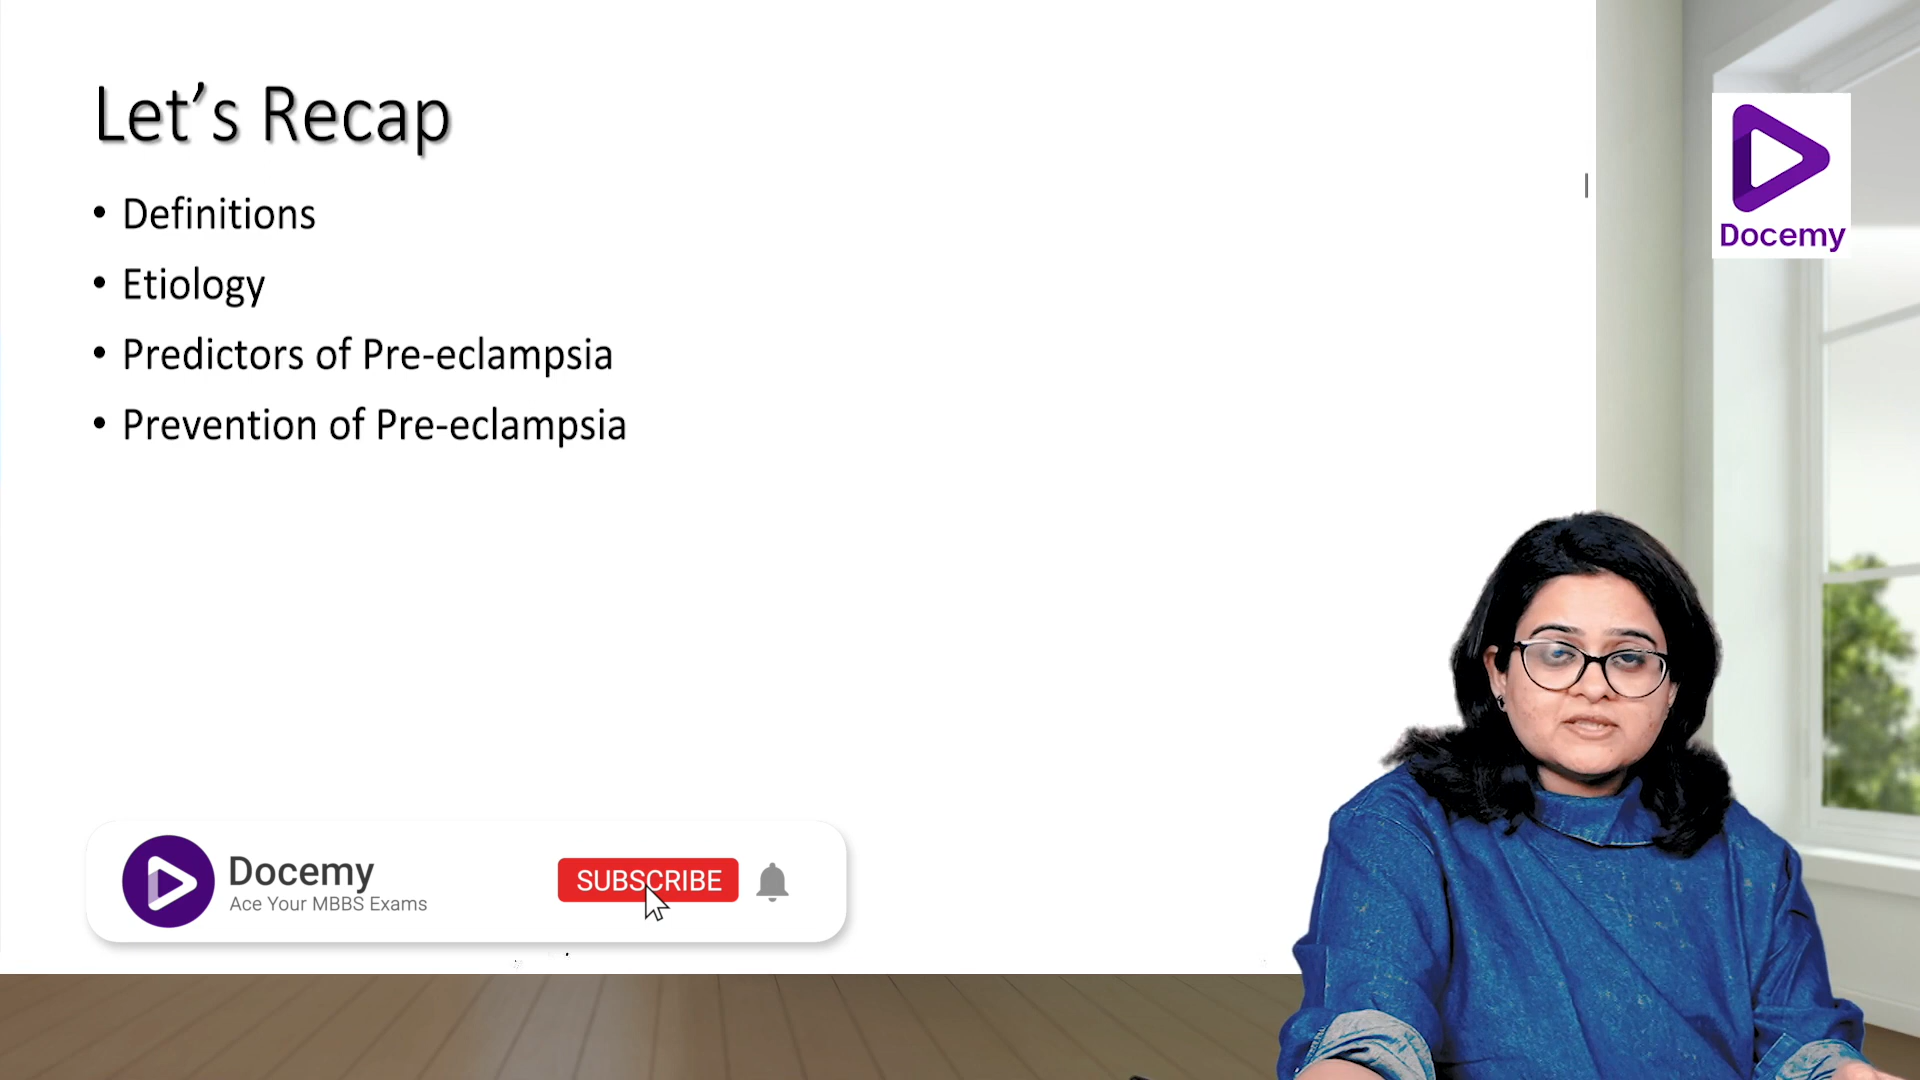 Let's Recap
• Definitions
• Etiology
• Predictors of Pre-eclampsia
• Prevention of Pre-eclampsia
Docemy
Docemy
Ace Your MBBS Exams
SUBSCRIBE